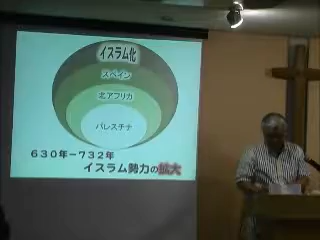 イスラム化
スペイン
北アフリカ
パレスチナ
630年ー732年
イスラム勢力の拡大